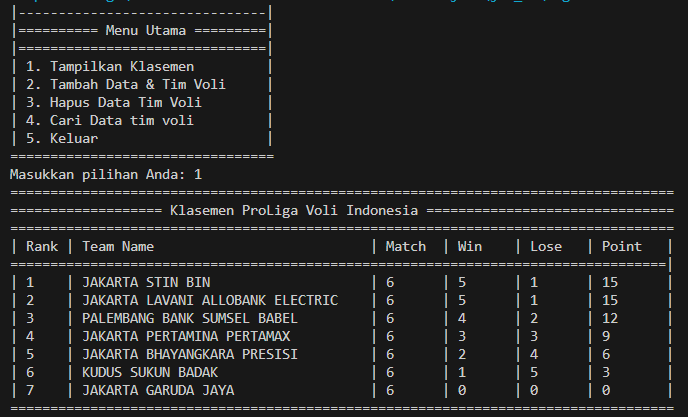 |-------------------------------|
|========== Menu Utama ==========|
|===============================|
| 1. Tampilkan Klasemen         |
| 2. Tambah Data & Tim Voli     |
| 3. Hapus Data Tim Voli        |
| 4. Cari Data tim voli         |
| 5. Keluar                     |
=================================
Masukkan pilihan Anda: 1
===================================================================================
=================== Klasemen ProLiga Voli Indonesia ===============================
===================================================================================
| Rank | Team Name                           | Match  | Win    | Lose   | Point  |
==================================================================================|
| 1    | JAKARTA STIN BIN                    | 6      | 5      | 1      | 15     |
| 2    | JAKARTA LAVANI ALLOBANK ELECTRIC    | 6      | 5      | 1      | 15     |
| 3    | PALEMBANG BANK SUMSEL BABEL         | 6      | 4      | 2      | 12     |
| 4    | JAKARTA PERTAMINA PERTAMAX          | 6      | 3      | 3      | 9      |
| 5    | JAKARTA BHAYANGKARA PRESISI         | 6      | 2      | 4      | 6      |
| 6    | KUDUS SUKUN BADAK                   | 6      | 1      | 5      | 3      |
| 7    | JAKARTA GARUDA JAYA                 | 6      | 0      | 0      | 0      |
===================================================================================